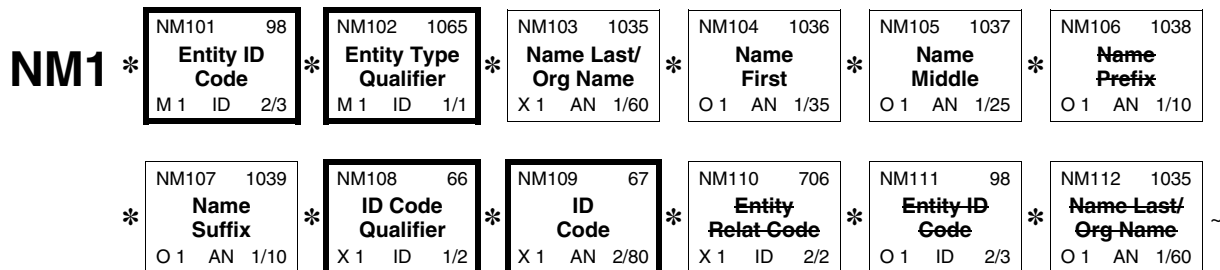 NM101 98 NM102 1065 NM103 1035 NM104 1036 NM105 1037 NM106 1038
NM1 * Entity ID * Entity Type * Name Last/ * Name * Name * Name
Code Qualifier Org Name First Middle Prefix
M 1 ID 2/3 M 1 ID 1/1 X 1 AN 1/60 O 1 AN 1/35 O 1 AN 1/25 O 1 AN 1/10
NM107 1039 NM108 66 NM109 67 NM110 706 NM111 98 NM112 1035
* Name * ID Code * ID * Entity * Entity ID * Name Last/ ~
Suffix Qualifier Code Relat Code Code Org Name
O 1 AN 1/10 X 1 ID 1/2 X 1 AN 2/80 X 1 ID 2/2 O 1 ID 2/3 O 1 AN 1/60